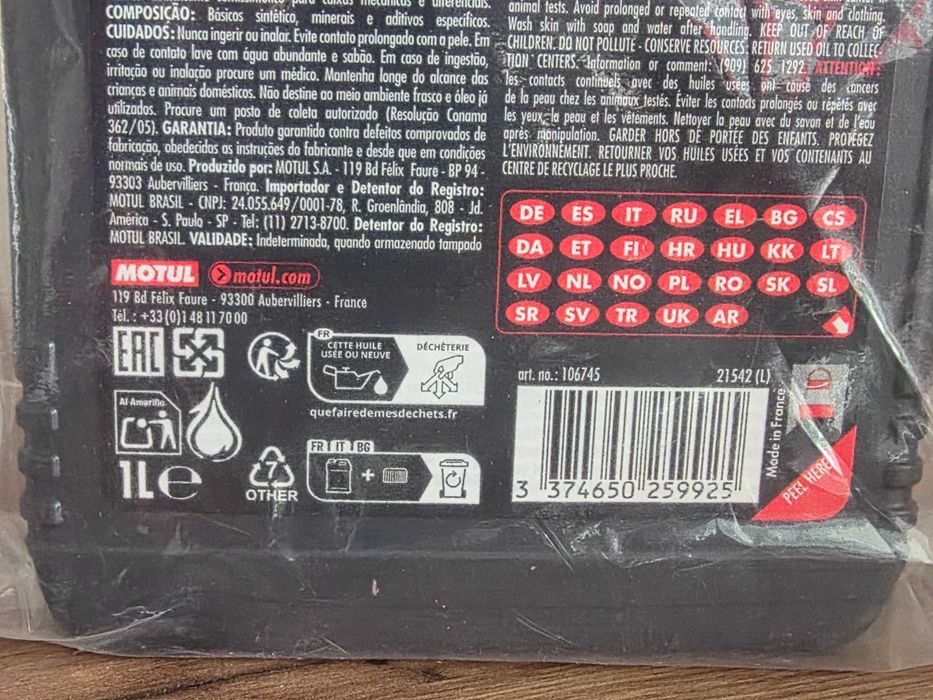 COMPOSIÇÃO: Básicos sintético, minerais e aditivos específicos.
CUIDADOS: Nunca ingerir ou inalar. Evite contato prolongado com a pele. Em
caso de contato lave com água abundante e sabão. Em caso de ingestão,
irritação ou inalação procure um médico. Mantenha longe do alcance das
crianças e animais domésticos. Não destine ao meio ambiente frasco e óleo já
utilizados. Procure um posto de coleta autorizado (Resolução Conama
362/05). GARANTIA: Produto garantido contra defeitos comprovados de
fabricação, obedecidas as instruções do fabricante e desde que em condições
normais de uso. Produzido por: MOTUL S.A. - 119 Bd Félix Faure - BP 94 -
93303 Aubervilliers - França. Importador e Detentor do Registro:
MOTUL BRASIL - CNPJ: 24.055.649/0001-78, R. Groenlândia, 808 - Jd.
América - S. Paulo - SP - Tel: (11) 2713-8700. Detentor do Registro:
MOTUL BRASIL. VALIDADE: Indeterminada, quando armazenado tampado
animal tests. Avoid prolonged or repeated contact with eyes, skin and clothing.
Wash skin with soap and water after handling. KEEP OUT OF REACH OF
CHILDREN. DO NOT POLLUTE - CONSERVE RESOURCES: RETURN USED OIL TO COLLEC-
TION CENTERS. Information or comment: (909) 625 1292. ATTENTION:
les contacts continuels avec des huiles usées ont causé des cancers
de la peau chez les animaux testés. Éviter les contacts prolongés ou répétés avec
les yeux, la peau et les vêtements. Nettoyer la peau avec du savon et de l'eau
après manipulation. GARDER HORS DE PORTÉE DES ENFANTS. PROTÉGEZ
L'ENVIRONNEMENT. RETOURNER VOS HUILES USÉES ET VOS CONTENANTS AU
CENTRE DE RECYCLAGE LE PLUS PROCHE.
DE ES IT RU EL BG CS
DA ET FI HR HU KK LT
LV NL NO PL RO SK SL
SR SV TR UK AR
MOTUL motul.com
119 Bd Félix Faure - 93300 Aubervilliers - France
Tél. : +33(0)1 48 11 70 00
EAC
FR
CETTE HUILE
USÉE OU NEUVE
DÉCHÈTERIE
quefairedemesdechets.fr
Al Amarillo
1L e
7
OTHER
FR IT BG
+
art. no.: 106745 21542 (L)
3 374650 259925
Made in France
PEEL HERE